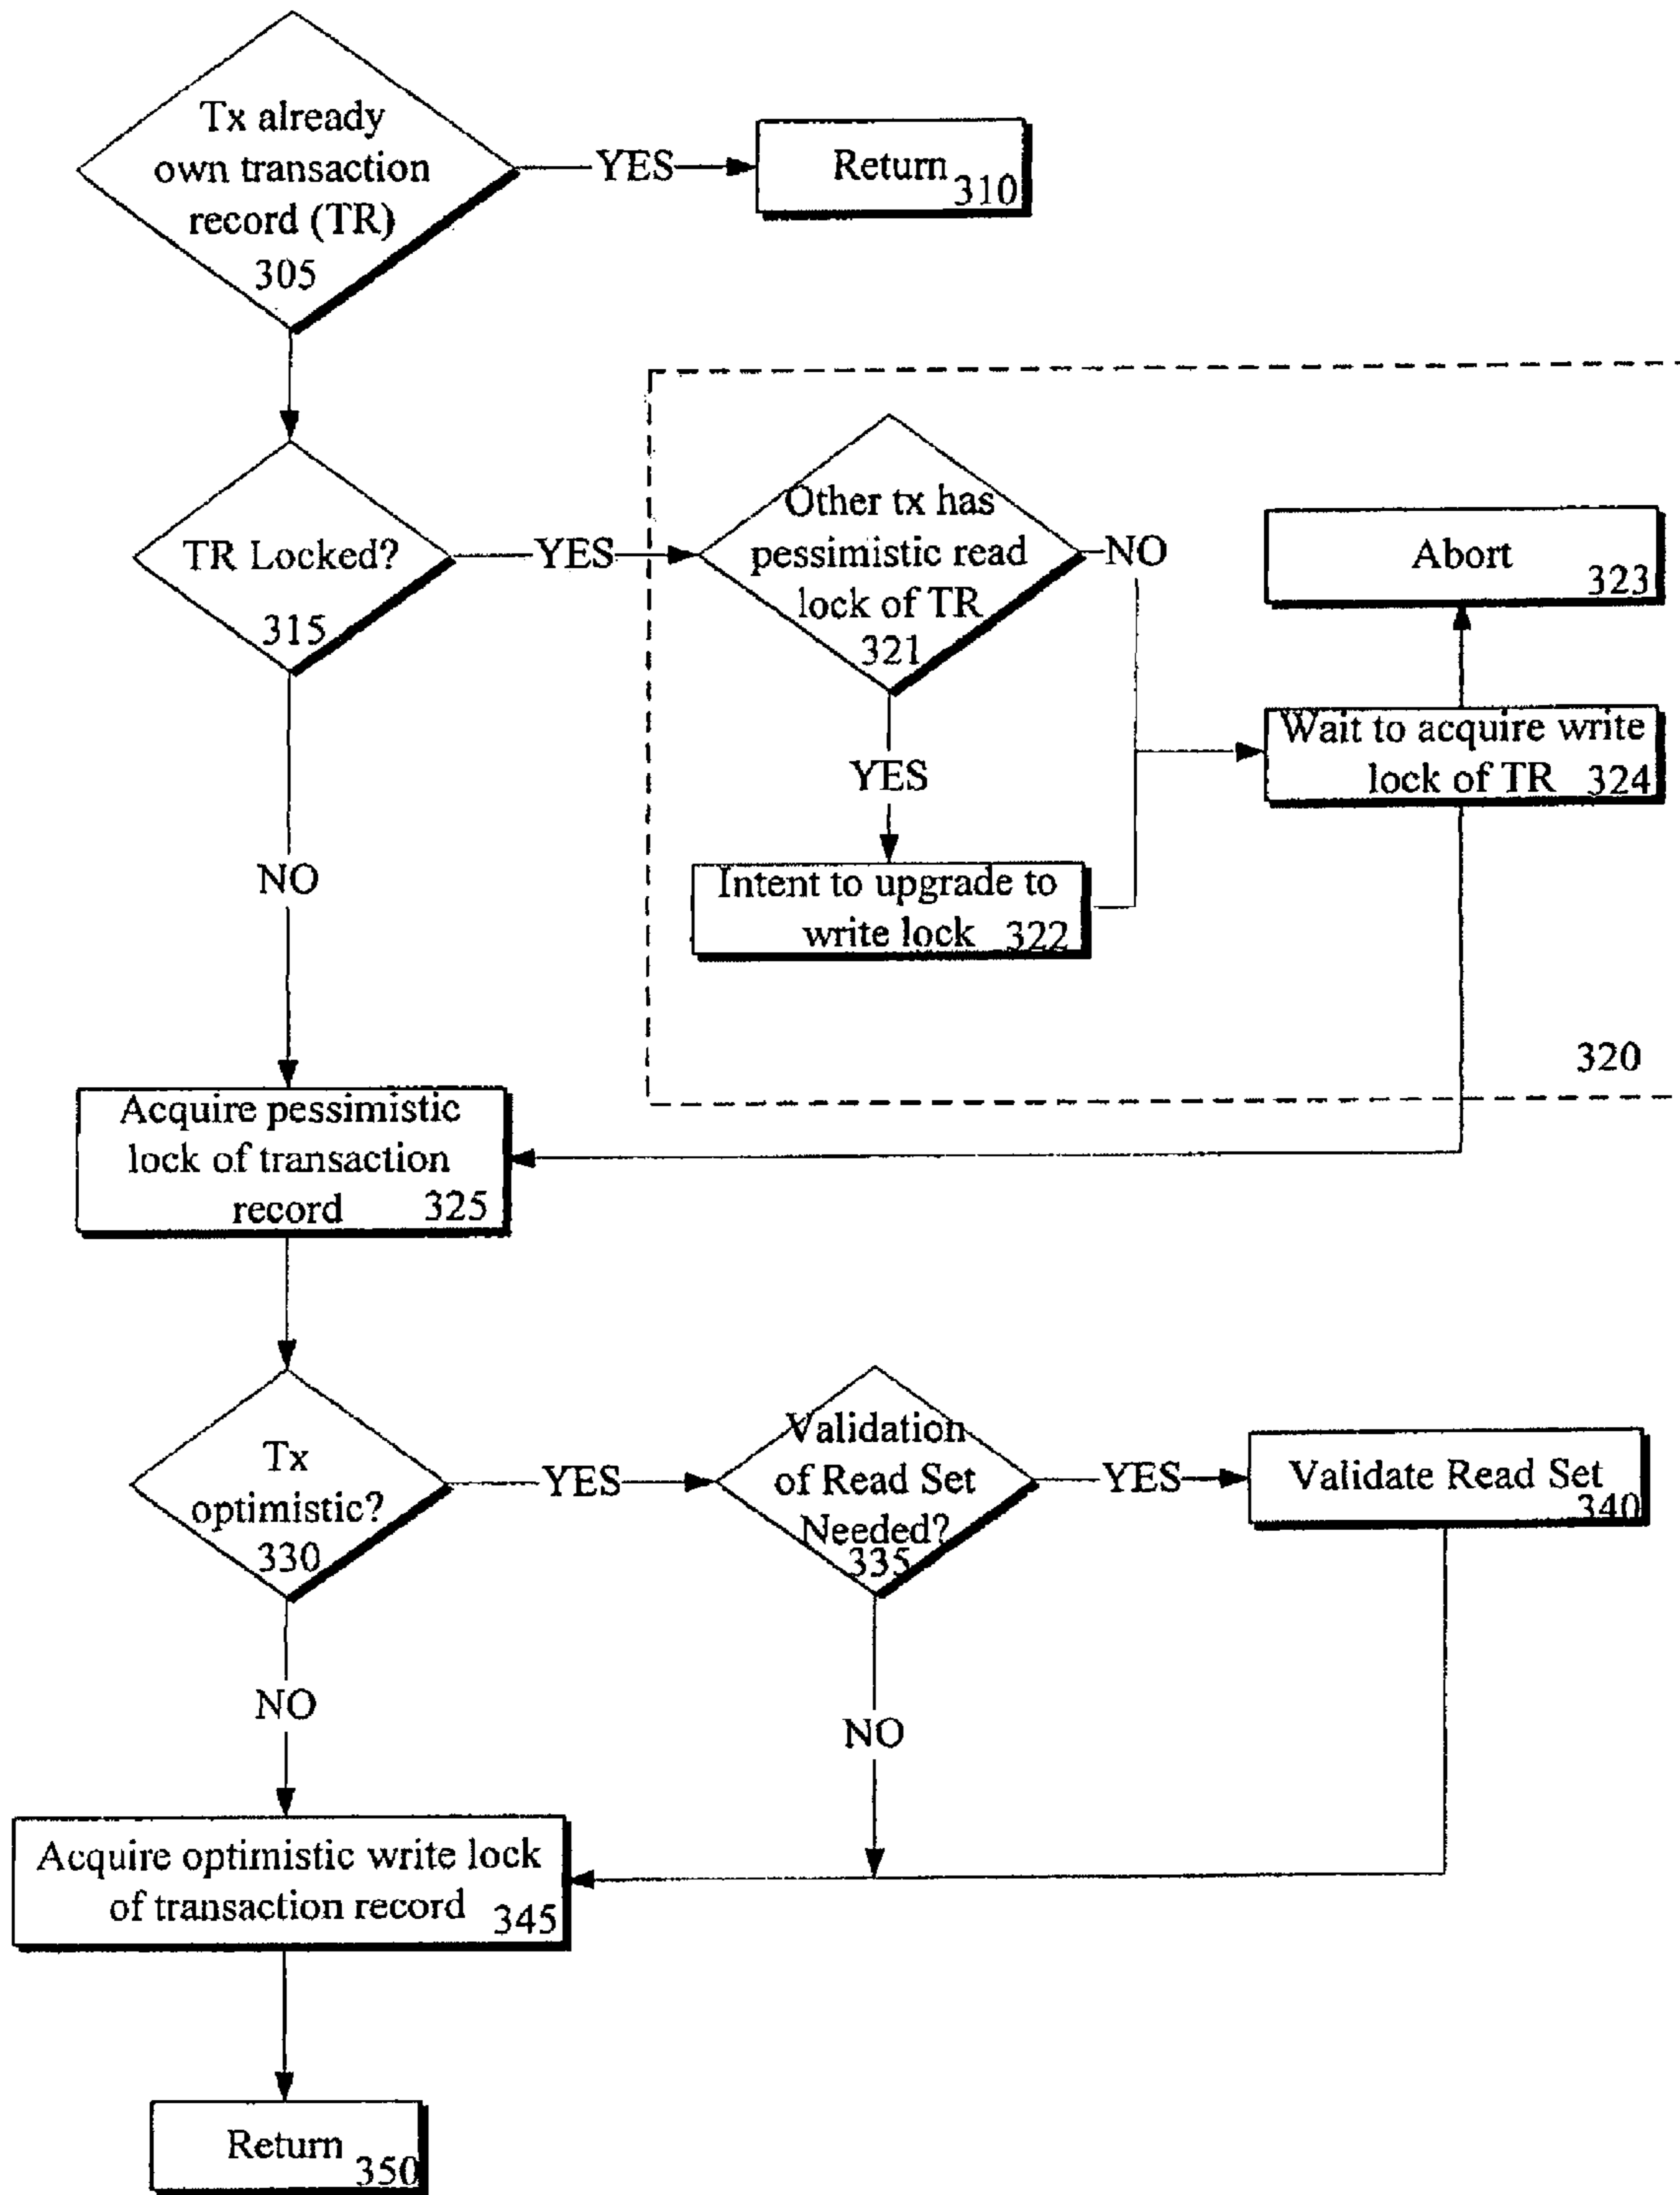 Tx already
own transaction
record (TR)
305
YES
Return
310
TR Locked?
315
YES
Other tx has
pessimistic read
lock of TR
321
NO
Abort
323
Wait to acquire write
lock of TR 324
YES
Intent to upgrade to
write lock 322
NO
320
Acquire pessimistic
lock of transaction
record 325
Tx
optimistic?
330
YES
Validation
of Read Set
Needed?
335
YES
Validate Read Set
340
NO
NO
Acquire optimistic write lock
of transaction record 345
Return
350